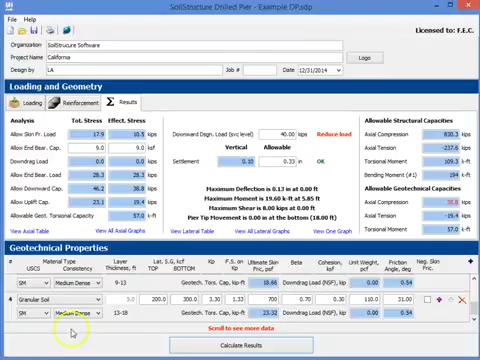 SoilStructure Drilled Pier - Example DP.sdp
File Help
Licensed to: F.E.C.
Organization SoilStrucure Software
Project Name California Logo
Design by LA Job # Date 12/31/2014
Loading and Geometry
Loading Reinforcement Results
Analysis Tot. Stress Effect. Stress
Allow Skin Fr. Load 17.9 10.5 kips
Allow End Bear. Cap. 9.0 9.0 ksf
Downdrag Load 0.0 0.0 kips
Allow End Bear. Load 28.3 28.3 kips
Allow Downward Cap. 46.2 38.8 kips
Allow Uplift Cap. 23.1 19.4 kips
Allowable Geot. Torsional Capacity 57.0 k-ft
View Axial Table View All Axial Graphs
Downward Dsgn. Load (svc level) 40.00 kips Reduce load
Vertical Allowable
Settlement 0.10 0.33 in OK
Maximum Deflection is 0.13 in at 0.00 ft
Maximum Moment is 19.60 k-ft at 5.85 ft
Maximum Shear is 8.00 kips at 0.00 ft
Pier Tip Movement is 0.00 in at the bottom (18.00 ft)
View Lateral Table View All Lateral Graphs
Allowable Structural Capacities
Axial Compression 830.3 kips
Axial Tension -237.6 kips
Torsional Moment 109.3 k-ft
Bending Moment (#1) 194 k-ft
Allowable Geotechnical Capacities
Axial Compression 38.8 kips
Axial Tension -19.4 kips
Torsional Moment 57.0 k-ft
Geotechnical Properties
# Material Type USCS Consistency Layer Thickness, ft Lat. S.G, kcf TOP BOTTOM Kp F.S. on Kp Ultimate Skin Fric, psf Beta Cohesion, ksf Unit Weight, pcf Friction Angle, deg Neg. Skin Fric.
SM Medium Dense 9-13 Geotech. Tors. Cap, kip-ft 18.66 Downdrag Load (NSF), kips 0.00 0.54
4 Granular Soil 5 200.0 300.0 3.30 1.33 700 0.70 0.30 110.0 31.00
SM Medium Dense 13-18 Geotech. Tors. Cap, kip-ft 23.32 Downdrag Load (NSF), kips 0.00 0.54
Scroll to see more data
Calculate Results